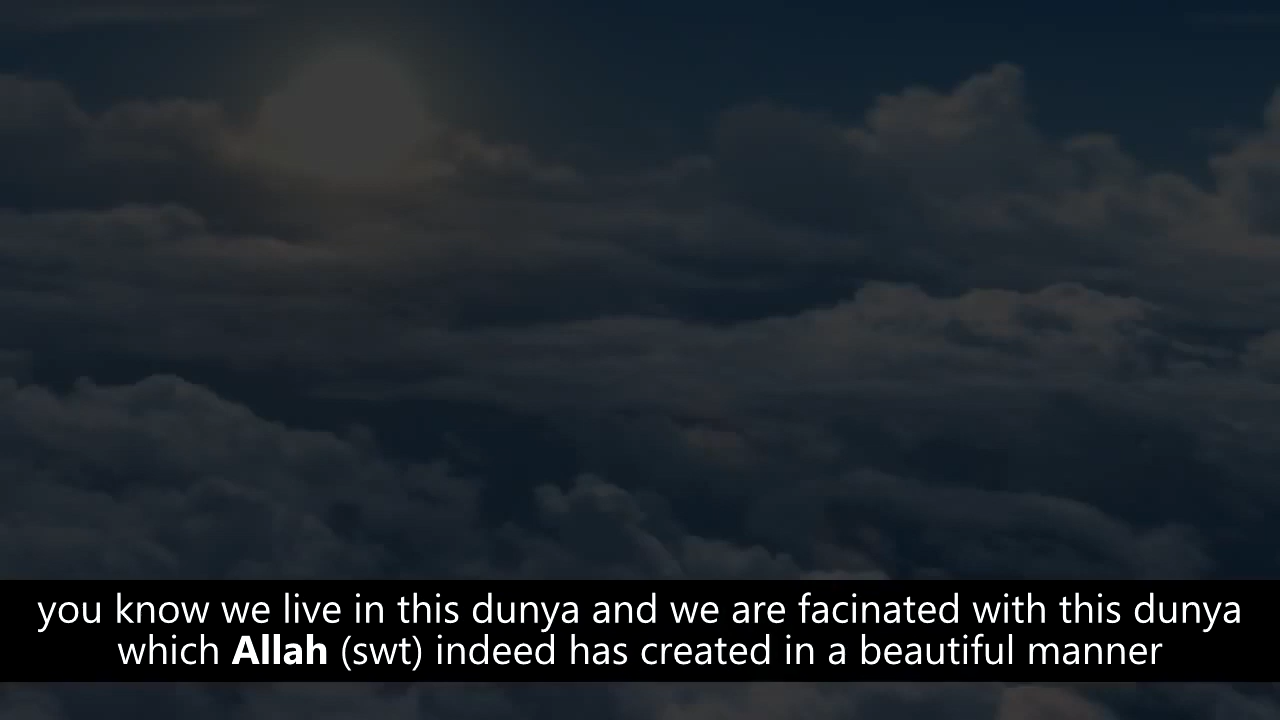 you know we live in this dunya and we are facinated with this dunya
which Allah (swt) indeed has created in a beautiful manner